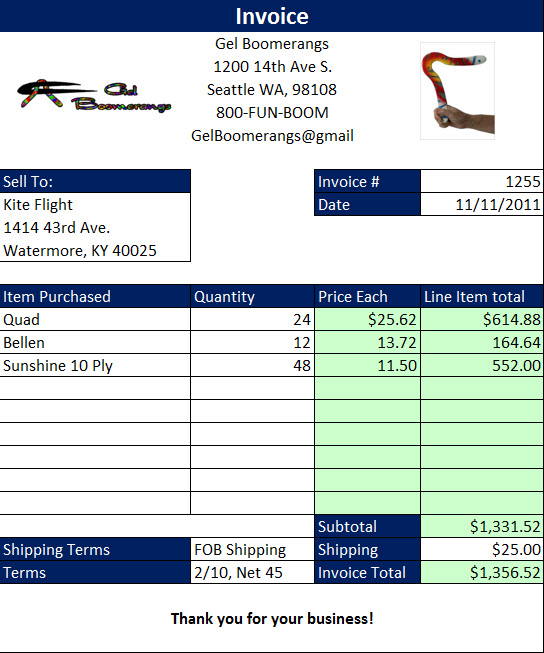 Invoice
Gel Boomerangs
1200 14th Ave S.
Seattle WA, 98108
800-FUN-BOOM
GelBoomerangs@gmail
Gel
Boomerangs
Sell To:
Invoice # 1255
Kite Flight
Date 11/11/2011
1414 43rd Ave.
Watermore, KY 40025
Item Purchased Quantity Price Each Line Item total
Quad 24 $25.62 $614.88
Bellen 12 13.72 164.64
Sunshine 10 Ply 48 11.50 552.00
Subtotal $1,331.52
Shipping Terms FOB Shipping Shipping $25.00
Terms 2/10, Net 45 Invoice Total $1,356.52
Thank you for your business!